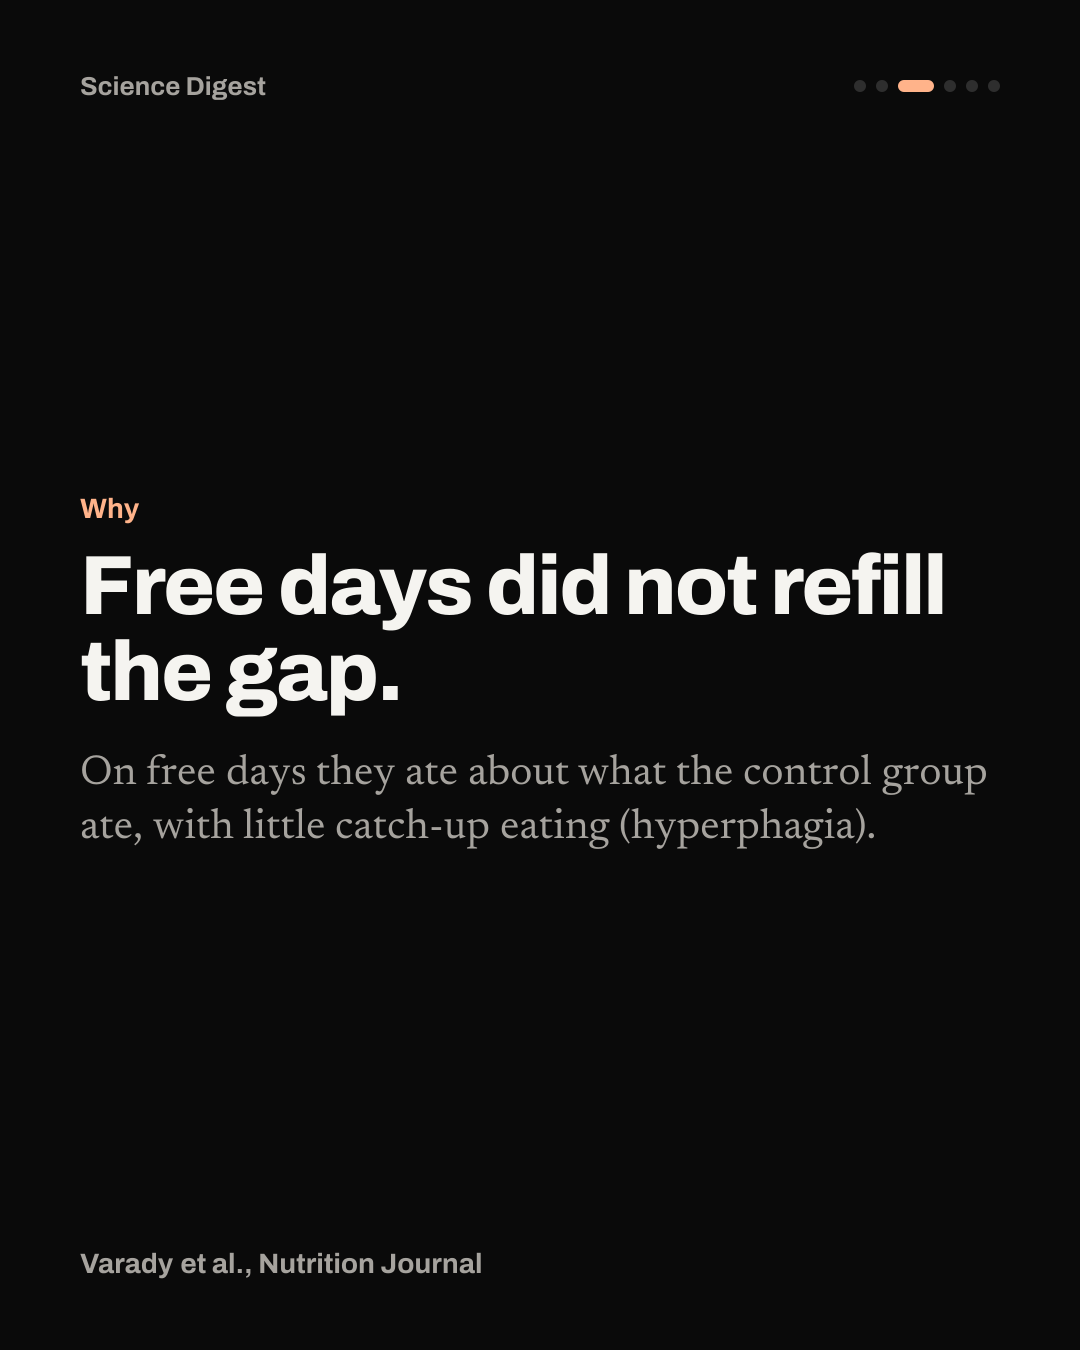 Science Digest
Why
Free days did not refill
the gap.
On free days they ate about what the control group
ate, with little catch-up eating (hyperphagia).
Varady et al., Nutrition Journal